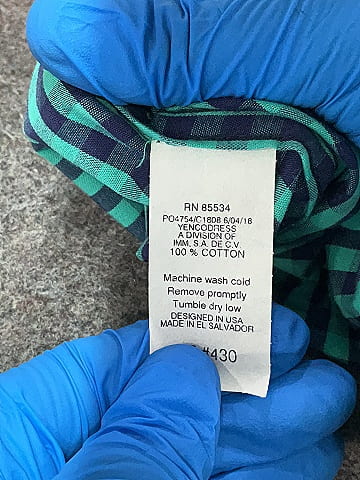 RN 85534
PO4754/C1808 6/04/18
YENCODRESS
A DIVISION OF
IMM. S.A. DE C.V.
100 % COTTON
Machine wash cold
Remove promptly
Tumble dry low
DESIGNED IN USA
MADE IN EL SALVADOR
#430